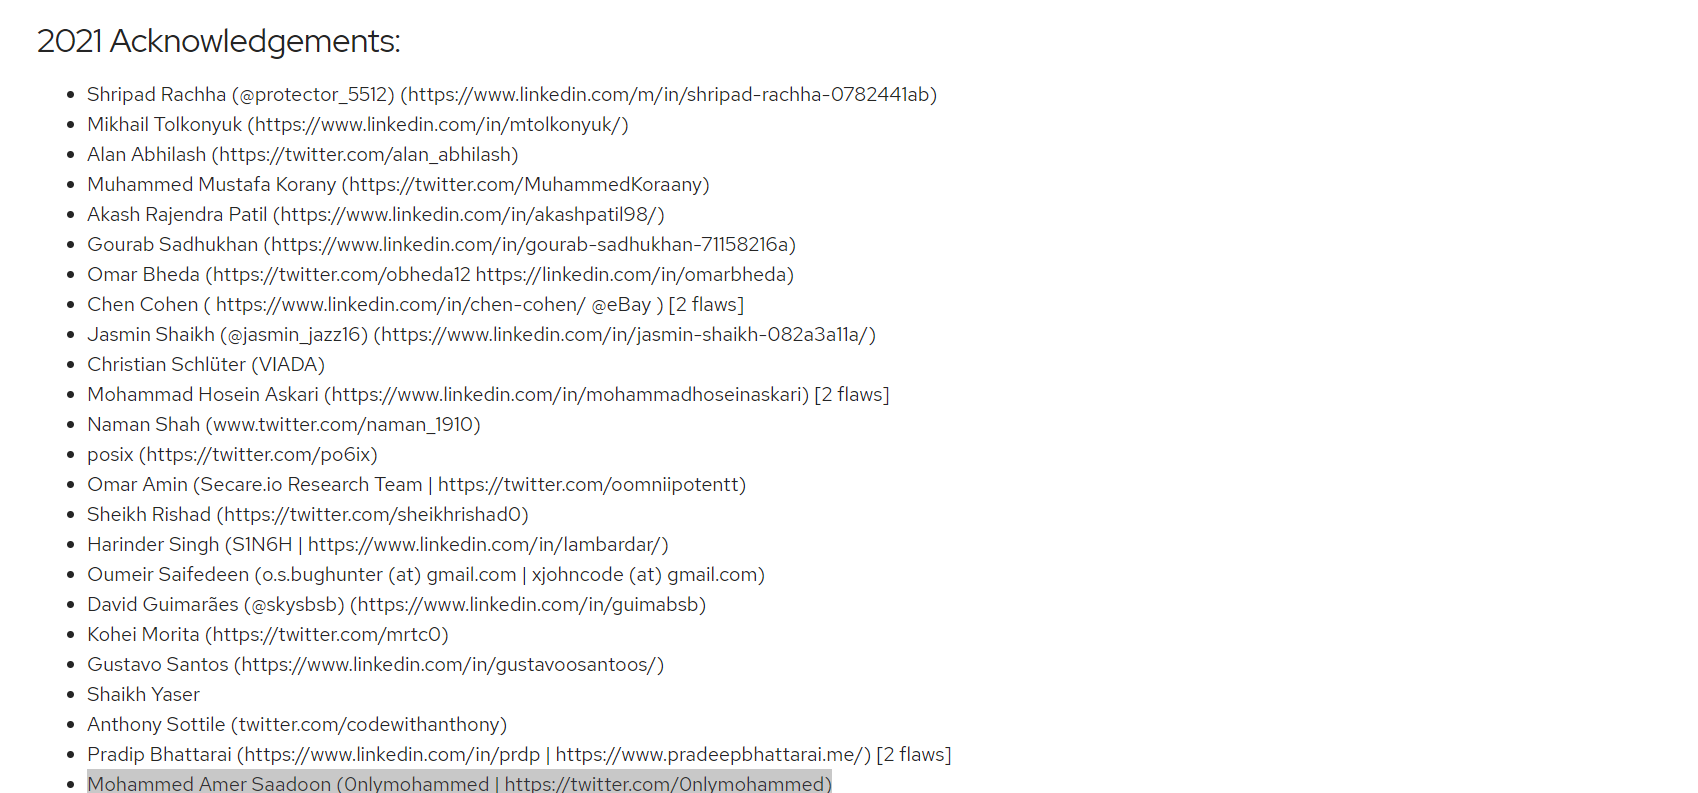 2021 Acknowledgements:
• Shripad Rachha (@protector_5512) (https://www.linkedin.com/m/in/shripad-rachha-0782441ab)
• Mikhail Tolkonyuk (https://www.linkedin.com/in/mtolkonyuk/)
• Alan Abhilash (https://twitter.com/alan_abhilash)
• Muhammed Mustafa Korany (https://twitter.com/MuhammedKoraany)
• Akash Rajendra Patil (https://www.linkedin.com/in/akashpatil98/)
• Gourab Sadhukhan (https://www.linkedin.com/in/gourab-sadhukhan-71158216a)
• Omar Bheda (https://twitter.com/obheda12 https://linkedin.com/in/omarbheda)
• Chen Cohen ( https://www.linkedin.com/in/chen-cohen/ @eBay ) [2 flaws]
• Jasmin Shaikh (@jasmin_jazz16) (https://www.linkedin.com/in/jasmin-shaikh-082a3a11a/)
• Christian Schlüter (VIADA)
• Mohammad Hosein Askari (https://www.linkedin.com/in/mohammadhoseinaskari) [2 flaws]
• Naman Shah (www.twitter.com/naman_1910)
• posix (https://twitter.com/po6ix)
• Omar Amin (Secare.io Research Team | https://twitter.com/oomniipotentt)
• Sheikh Rishad (https://twitter.com/sheikhrishad0)
• Harinder Singh (S1N6H | https://www.linkedin.com/in/lambardar/)
• Oumeir Saifedeen (o.s.bughunter (at) gmail.com | xjohncode (at) gmail.com)
• David Guimarães (@skysbsb) (https://www.linkedin.com/in/guimabsb)
• Kohei Morita (https://twitter.com/mrtc0)
• Gustavo Santos (https://www.linkedin.com/in/gustavoosantoos/)
• Shaikh Yaser
• Anthony Sottile (twitter.com/codewithanthony)
• Pradip Bhattarai (https://www.linkedin.com/in/prdp | https://www.pradeepbhattarai.me/) [2 flaws]
• Mohammed Amer Saadoon (0nlymohammed | https://twitter.com/0nlymohammed)